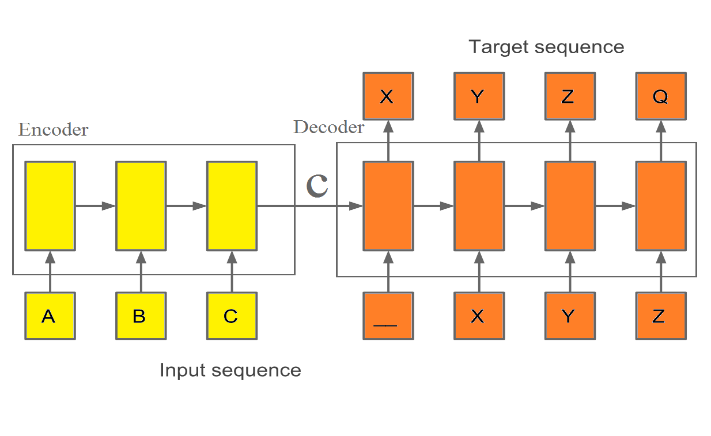 Target sequence
X Y Z Q
Encoder
Decoder
C
A B C
__ X Y Z
Input sequence